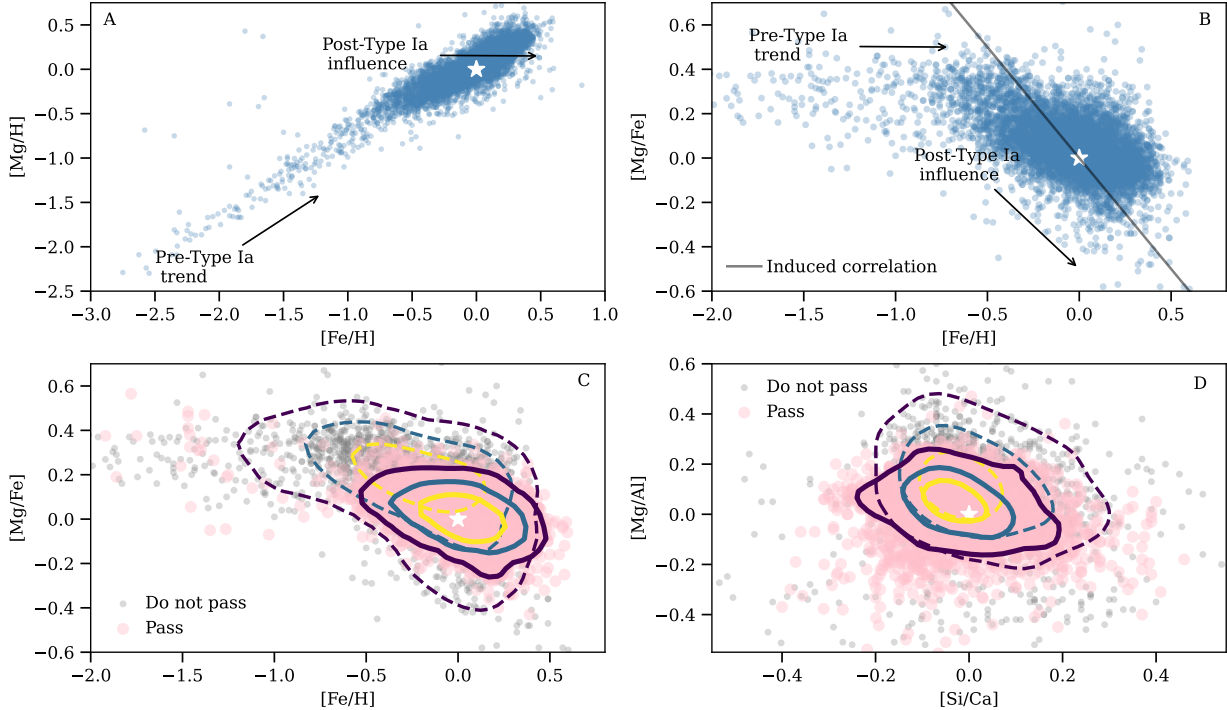 A
Post-Type Ia
influence
Pre-Type Ia
trend
[Mg/H]
0.5
0.0
−0.5
−1.0
−1.5
−2.0
−2.5
−3.0
−2.5
−2.0
−1.5
−1.0
−0.5
0.0
0.5
1.0
[Fe/H]
B
Pre-Type Ia
trend
Post-Type Ia
influence
Induced correlation
[Mg/Fe]
0.6
0.4
0.2
0.0
−0.2
−0.4
−0.6
−2.0
−1.5
−1.0
−0.5
0.0
0.5
[Fe/H]
C
Do not pass
Pass
[Mg/Fe]
0.6
0.4
0.2
0.0
−0.2
−0.4
−0.6
−2.0
−1.5
−1.0
−0.5
0.0
0.5
[Fe/H]
D
Do not pass
Pass
[Mg/Al]
0.6
0.4
0.2
0.0
−0.2
−0.4
−0.4
−0.2
0.0
0.2
0.4
[Si/Ca]